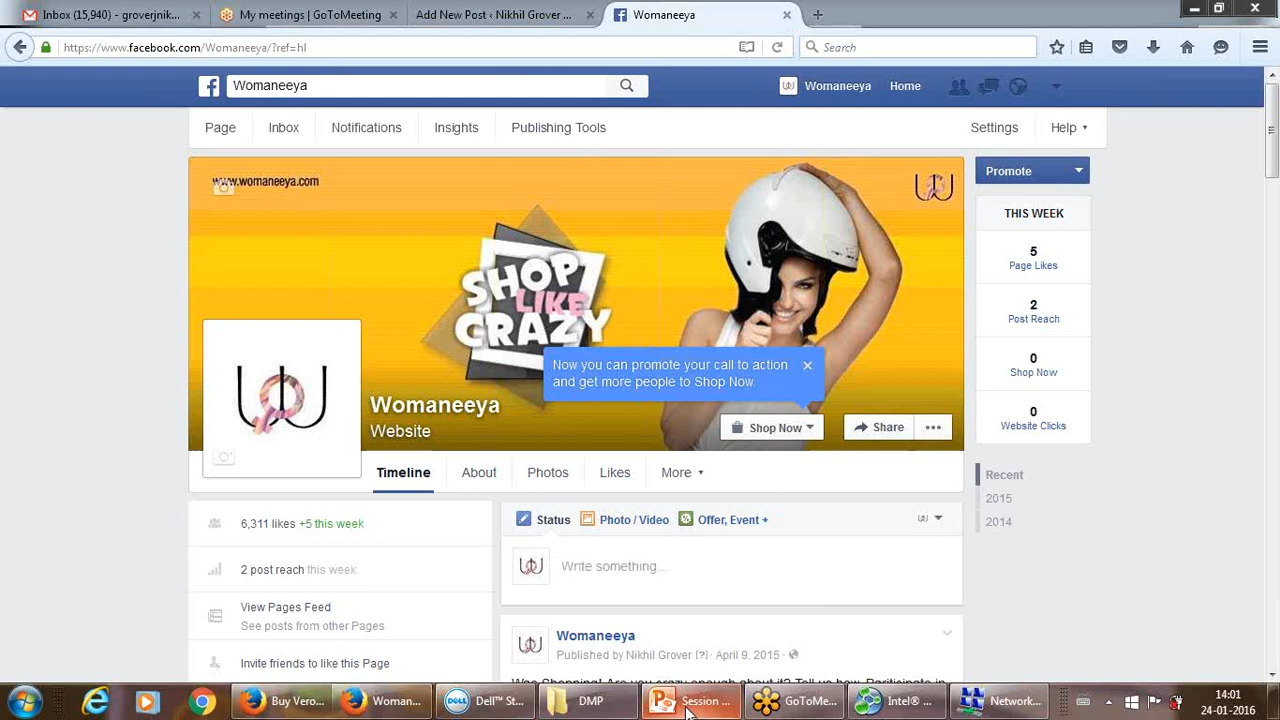 Inbox (15,940) - groverjnik...
My meetings | GoToMeeting
Add New Post ‹ Nikhil Grover ...
Womaneeya
https://www.facebook.com/Womaneeya/?ref=hl
Search
Womaneeya
Womaneeya
Home
Page
Inbox
Notifications
Insights
Publishing Tools
Settings
Help
www.womaneeya.com
SHOP
LIKE
CRAZY
Now you can promote your call to action
and get more people to Shop Now.
Womaneeya
Website
Shop Now
Share
Promote
THIS WEEK
5
Page Likes
2
Post Reach
0
Shop Now
0
Website Clicks
Recent
2015
2014
Timeline
About
Photos
Likes
More
6,311 likes +5 this week
2 post reach this week
View Pages Feed
See posts from other Pages
Invite friends to like this Page
Status
Photo / Video
Offer, Event +
Write something...
Womaneeya
Published by Nikhil Grover [?] · April 9, 2015 ·
Buy Vero...
Woman...
Dell™ St...
DMP
Session ...
GoToMe...
Intel® ...
Network...
14:01
24-01-2016